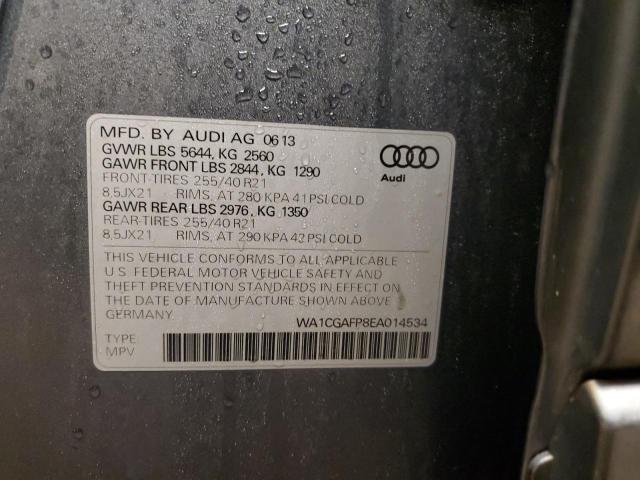 MFD. BY AUDI AG 06 13
GVWR LBS 5644, KG 2560
GAWR FRONT LBS 2844, KG 1290
FRONT-TIRES 255/40 R21
8,5JX21 RIMS, AT 280 KPA 41 PSI COLD
GAWR REAR LBS 2976, KG 1350
REAR-TIRES 255/40 R21
8,5JX21 RIMS, AT 290 KPA 42 PSI COLD
Audi
THIS VEHICLE CONFORMS TO ALL APPLICABLE
U.S. FEDERAL MOTOR VEHICLE SAFETY AND
THEFT PREVENTION STANDARDS IN EFFECT ON
THE DATE OF MANUFACTURE SHOWN ABOVE.
GERMANY.
WA1CGAFP8EA014534
TYPE
MPV